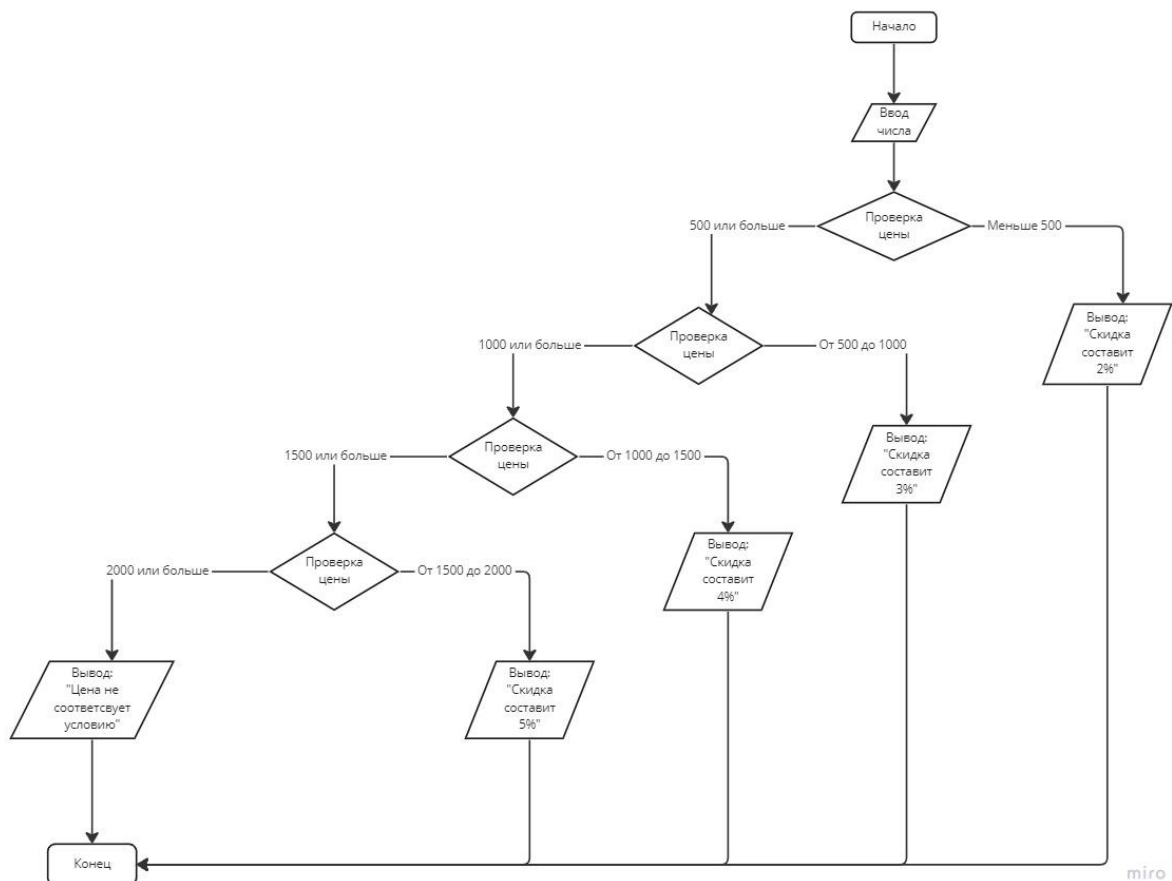 Начало
Ввод
числа
Проверка
цены
500 или больше
Меньше 500
Вывод:
"Скидка
составит
2%"
Проверка
цены
1000 или больше
От 500 до 1000
Вывод:
"Скидка
составит
3%"
Проверка
цены
1500 или больше
От 1000 до 1500
Вывод:
"Скидка
составит
4%"
Проверка
цены
2000 или больше
От 1500 до 2000
Вывод:
"Цена не
соответсвует
условию"
Вывод:
"Скидка
составит
5%"
Конец
miro